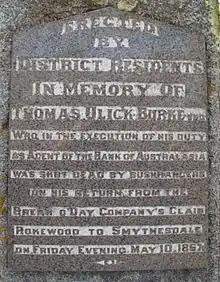 ERECTED
BY
DISTRICT RESIDENTS
IN MEMORY OF
THOMAS ULICK BURKE
WHO IN THE EXECUTION OF HIS DUTY
AS AGENT OF THE BANK OF AUSTRALASIA
WAS SHOT DEAD BY BUSHRANGERS
ON HIS RETURN FROM THE
BREAK O DAY COMPANY'S CLAIM
ROKEWOOD TO SMYTHESDALE
ON FRIDAY EVENING MAY 10. 1867